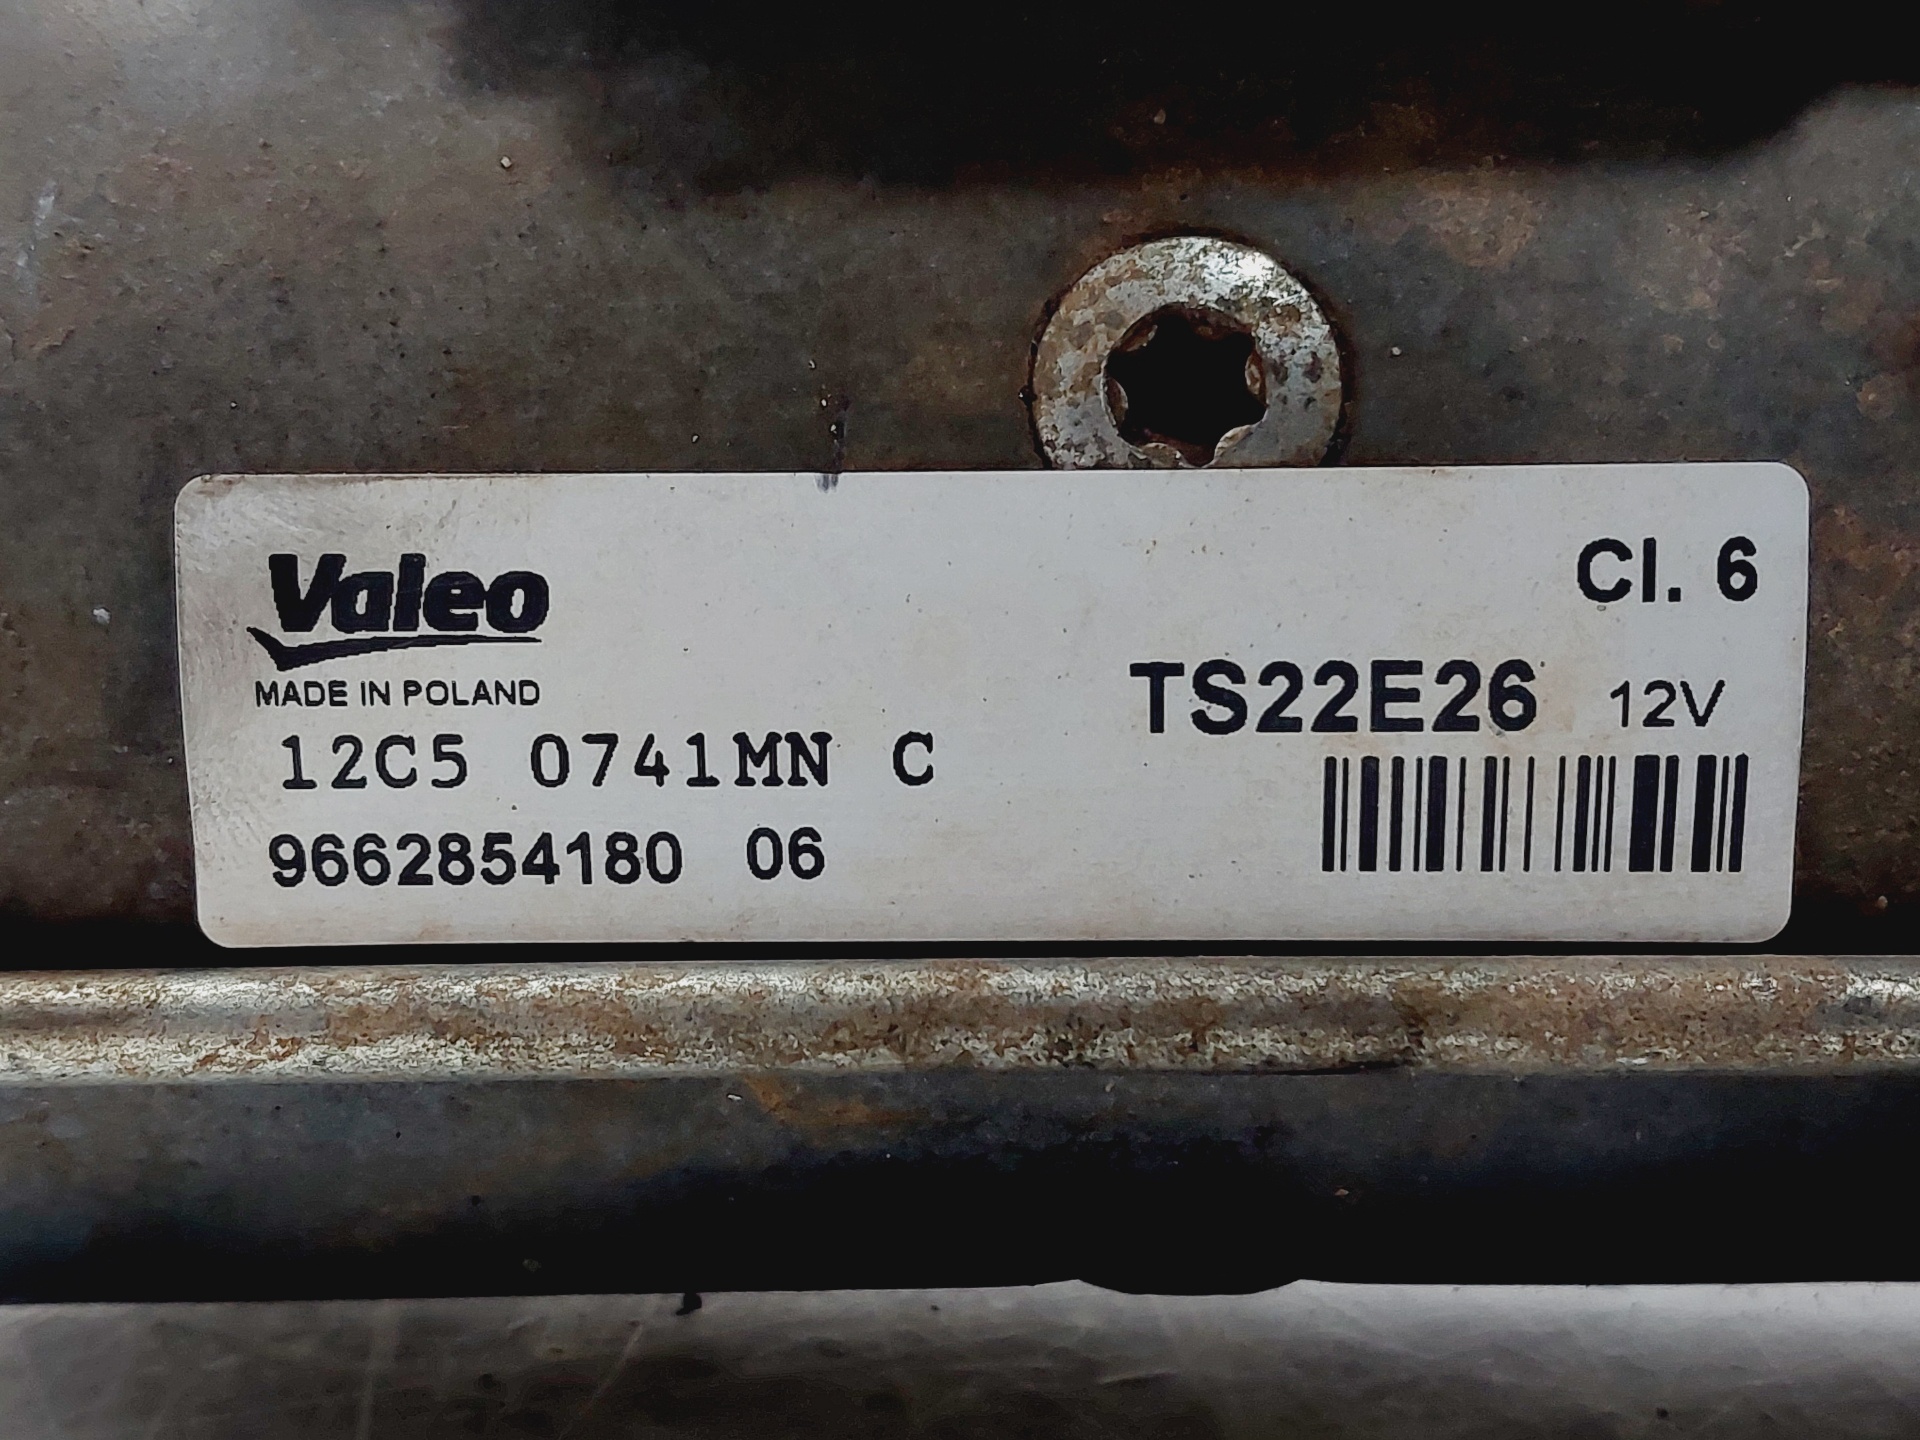 Valeo
MADE IN POLAND
12C5 0741MN C
9662854180 06
Cl. 6
TS22E26 12V